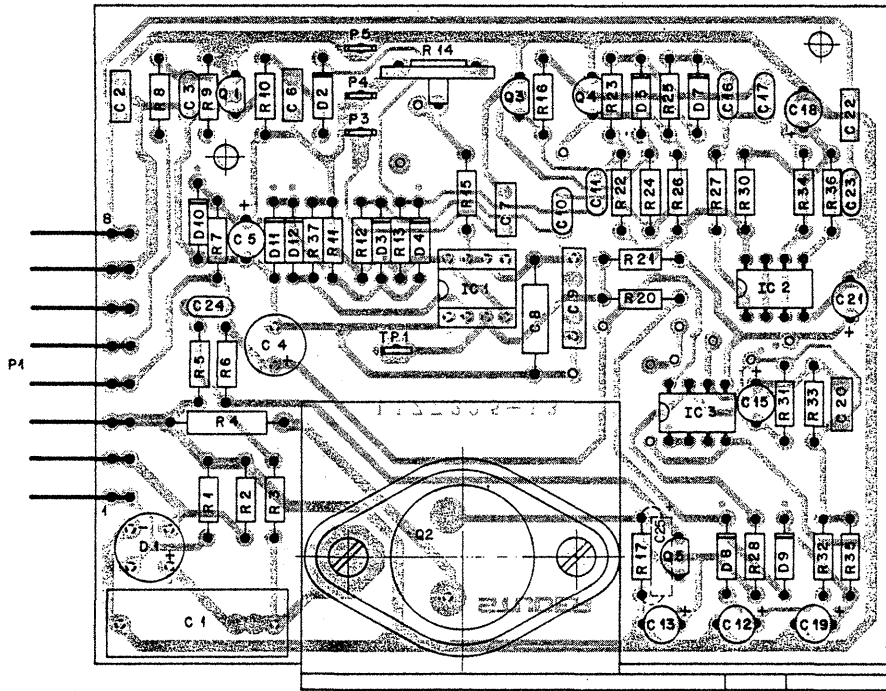 P5
R14
P4
P3
C2 R8 C3 R9 Q1 R10 C6 D2
Q3 R16 Q4 R23 D5 R25 D7 C16 C17 C18 C22
D10 R7 C5 D11 D12 R37 R11 R12 D3 R13 D4 R15 C7 C10 C11 R22 R24 R26 R27 R30 R34 R36 C23
8
IC1 C8 C9 R21 R20 IC2 C21
C24
C4
TP1
P1
R5 R6
R4
IC3 C15 R31 R33 C20
R1 R2 R3
1
D1
Q2
R17 C25 D8 R28 D9 R32 R35
C1
C13 C12 C19